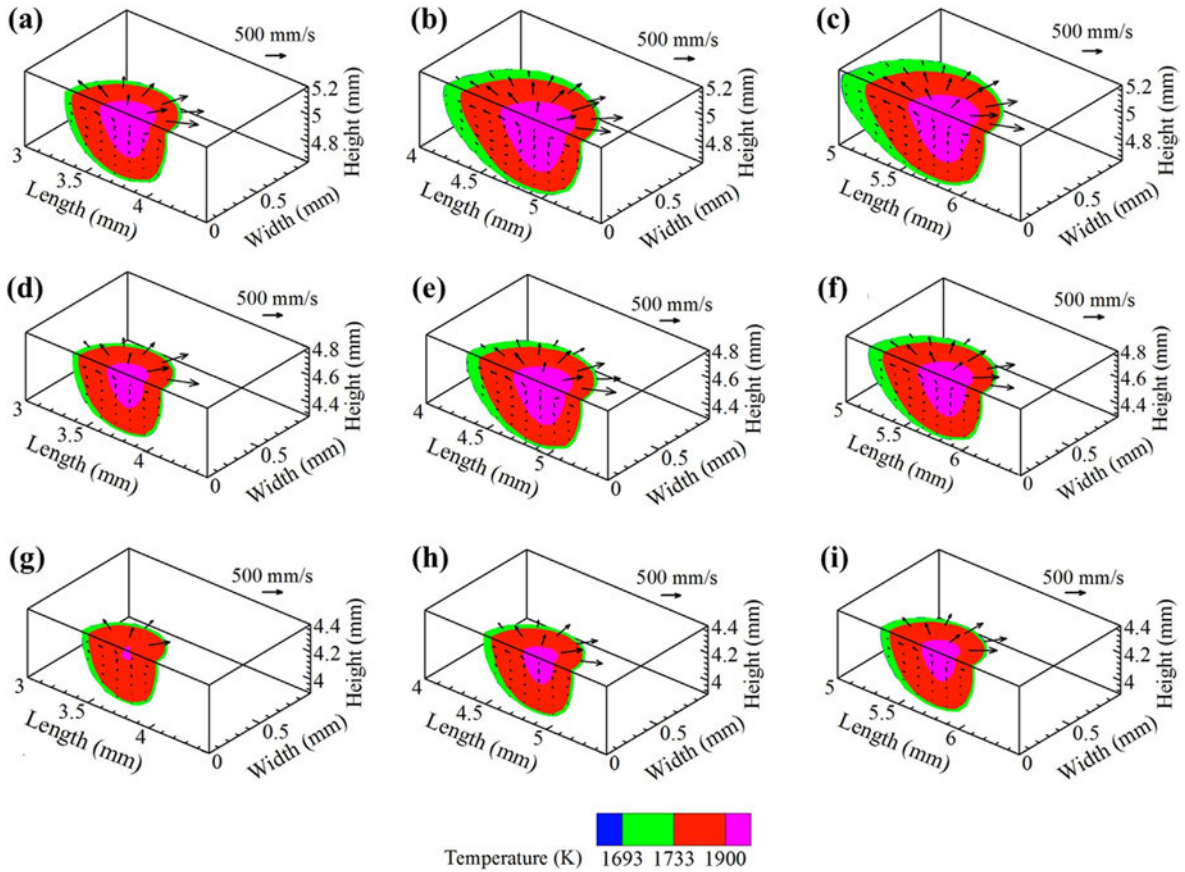 (a)
500 mm/s
5.2
5
4.8
Height (mm)
3
3.5
4
Length (mm)
0
0.5
Width (mm)
(b)
500 mm/s
5.2
5
4.8
Height (mm)
4
4.5
5
Length (mm)
0
0.5
Width (mm)
(c)
500 mm/s
5.2
5
4.8
Height (mm)
5
5.5
6
Length (mm)
0
0.5
Width (mm)
(d)
500 mm/s
4.8
4.6
4.4
Height (mm)
3
3.5
4
Length (mm)
0
0.5
Width (mm)
(e)
500 mm/s
4.8
4.6
4.4
Height (mm)
4
4.5
5
Length (mm)
0
0.5
Width (mm)
(f)
500 mm/s
4.8
4.6
4.4
Height (mm)
5
5.5
6
Length (mm)
0
0.5
Width (mm)
(g)
500 mm/s
4.4
4.2
4
Height (mm)
3
3.5
4
Length (mm)
0
0.5
Width (mm)
(h)
500 mm/s
4.4
4.2
4
Height (mm)
4
4.5
5
Length (mm)
0
0.5
Width (mm)
(i)
500 mm/s
4.4
4.2
4
Height (mm)
5
5.5
6
Length (mm)
0
0.5
Width (mm)
Temperature (K) 1693 1733 1900